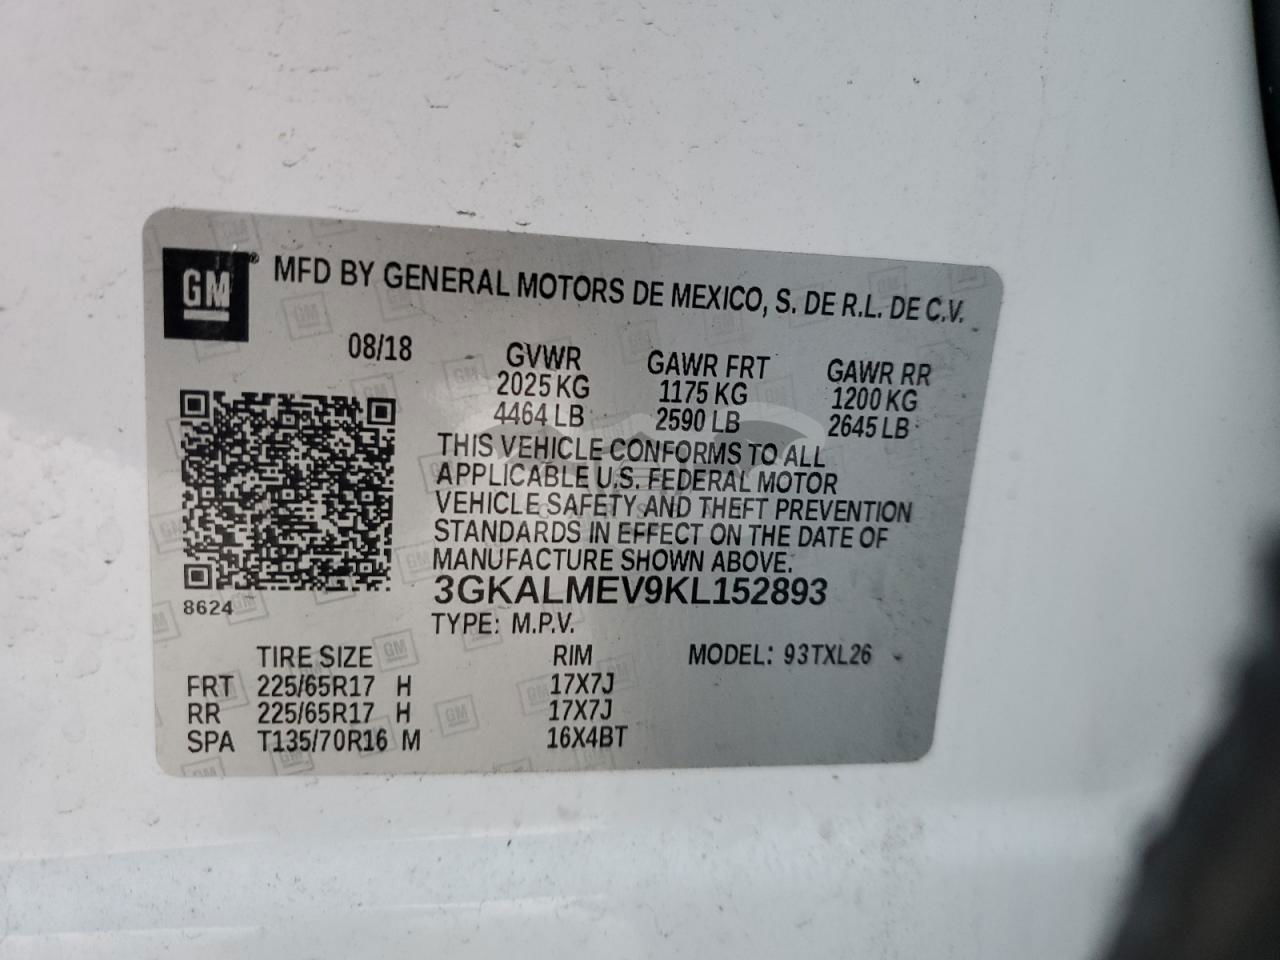 GM® MFD BY GENERAL MOTORS DE MEXICO, S. DE R.L. DE C.V.
08/18 GVWR GAWR FRT GAWR RR
2025 KG 1175 KG 1200 KG
4464 LB 2590 LB 2645 LB
THIS VEHICLE CONFORMS TO ALL
APPLICABLE U.S. FEDERAL MOTOR
VEHICLE SAFETY AND THEFT PREVENTION
STANDARDS IN EFFECT ON THE DATE OF
MANUFACTURE SHOWN ABOVE.
3GKALMEV9KL152893
8624
TYPE: M.P.V.
TIRE SIZE RIM MODEL: 93TXL26
FRT 225/65R17 H 17X7J
RR 225/65R17 H 17X7J
SPA T135/70R16 M 16X4BT